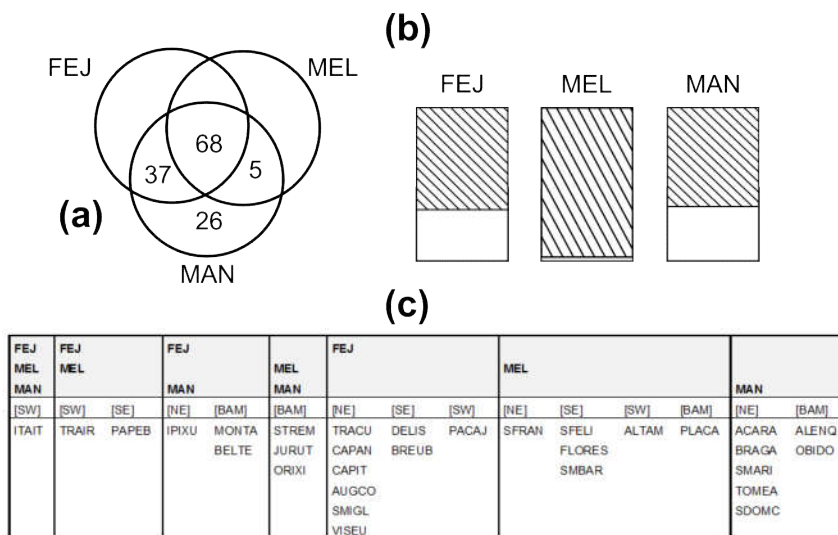 (b)
FEJ MEL
FEJ MEL MAN
68
37 5
(a) 26
MAN
(c)
FEJ FEJ FEJ FEJ
MEL MEL MEL MEL
MAN MAN MAN MAN
[SW] [SW] [SE] [NE] [BAM] [BAM] [NE] [SE] [SW] [NE] [SE] [SW] [BAM] [NE] [BAM]
ITAIT TRAIR PAPEB IPIXU MONTA STREM TRACU DELIS PACAJ SFRAN SFELI ALTAM PLACA ACARA ALENQ
BELTE JURUT CAPAN BREUB FLORES BRAGA OBIDO
ORIXI CAPIT SMBAR SMARI
AUGCO TOMEA
SMIGL SDOMC
VISEU